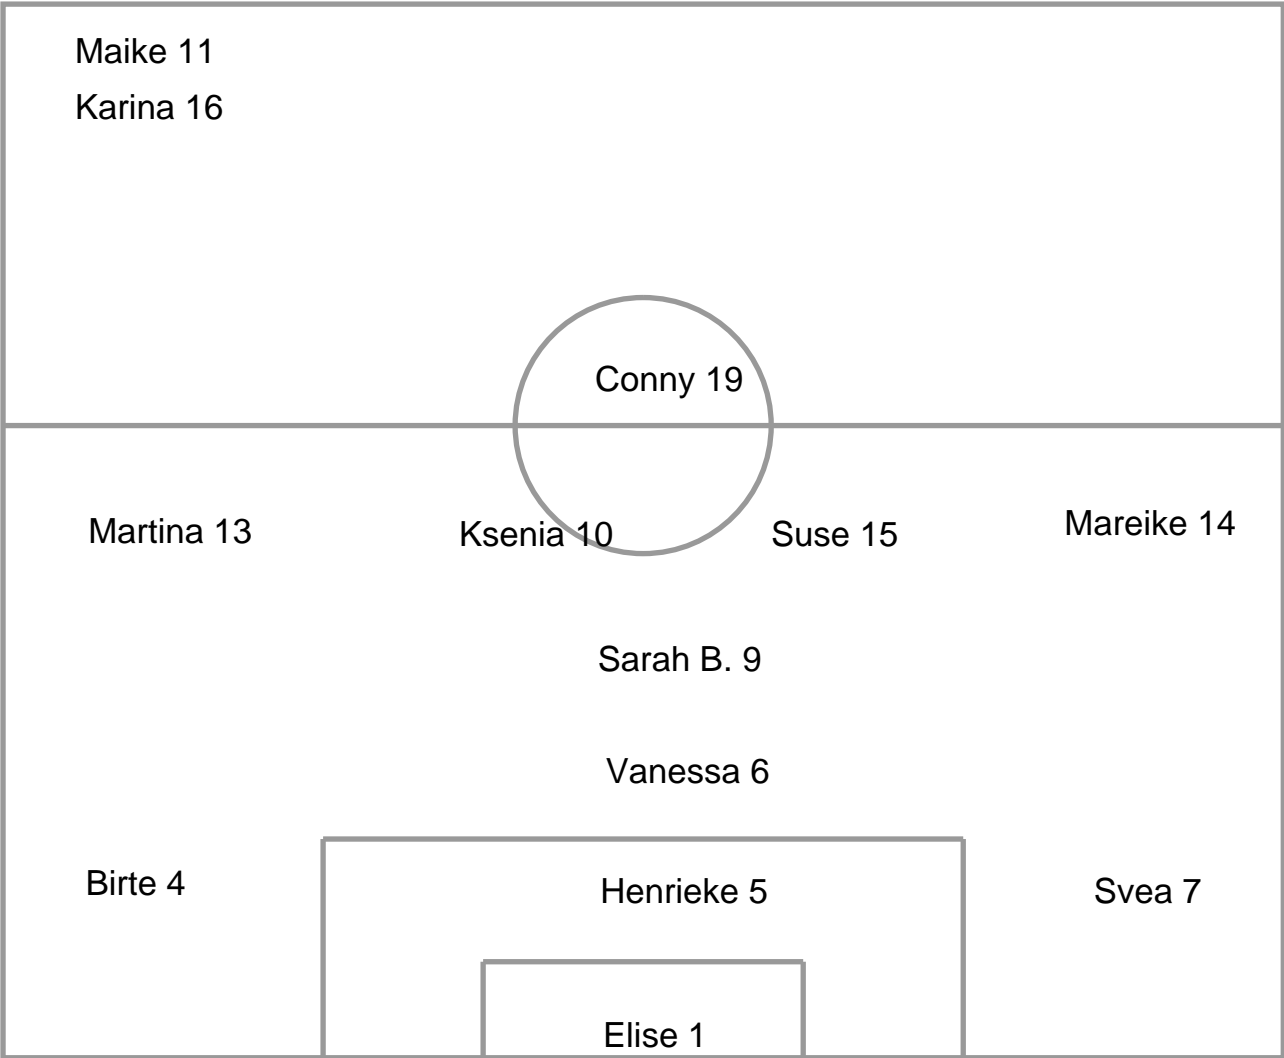 Maike 11
Karina 16
Conny 19
Martina 13
Ksenia 10
Suse 15
Mareike 14
Sarah B. 9
Vanessa 6
Birte 4
Henrieke 5
Svea 7
Elise 1